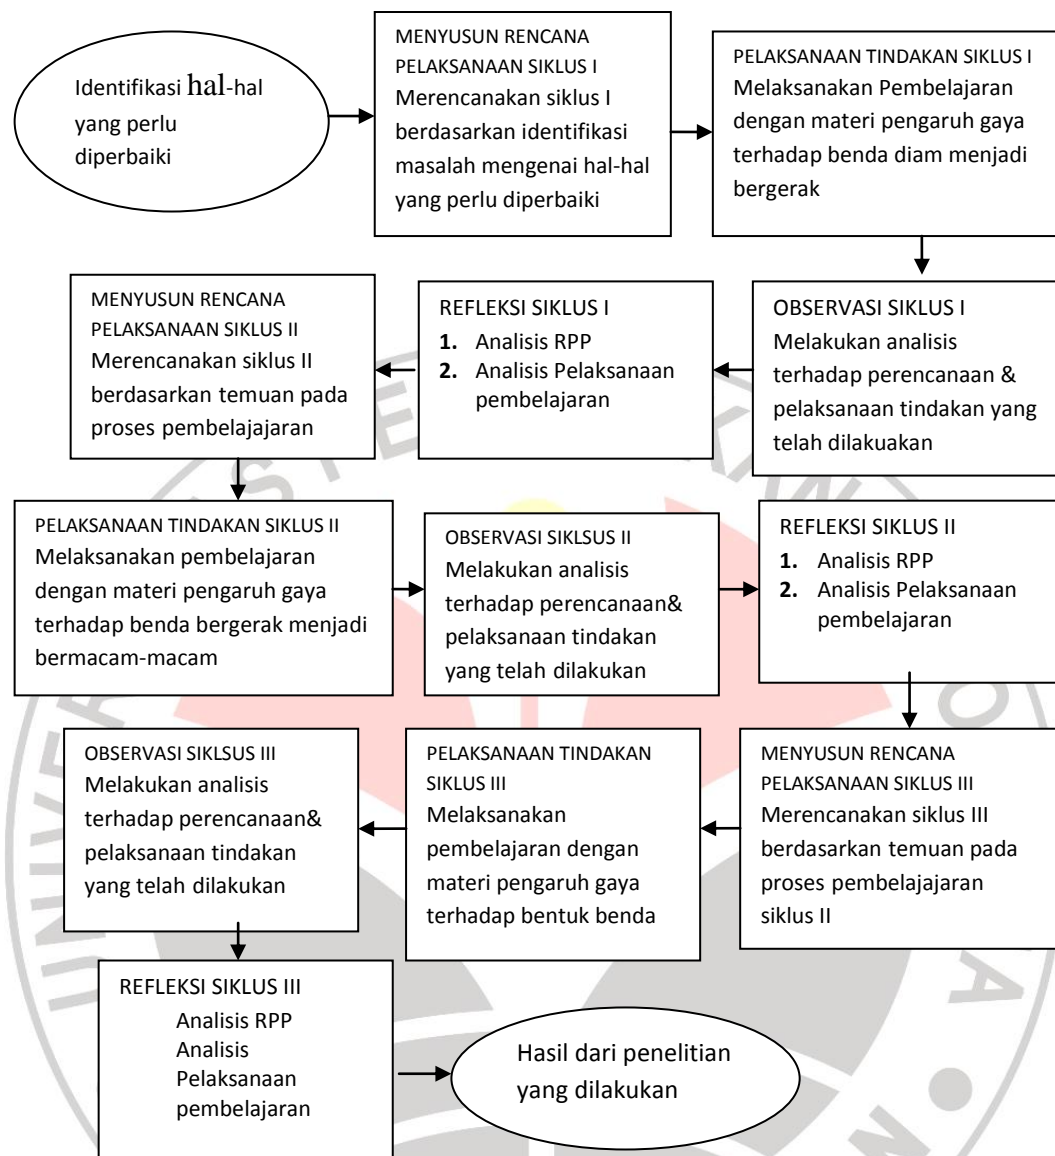 Identifikasi hal-hal
yang perlu
diperbaiki
MENYUSUN RENCANA
PELAKSANAAN SIKLUS I
Merencanakan siklus I
berdasarkan identifikasi
masalah mengenai hal-hal
yang perlu diperbaiki
PELAKSANAAN TINDAKAN SIKLUS I
Melaksanakan Pembelajaran
dengan materi pengaruh gaya
terhadap benda diam menjadi
bergerak
OBSERVASI SIKLUS I
Melakukan analisis
terhadap perencanaan &
pelaksanaan tindakan yang
telah dilakuakan
REFLEKSI SIKLUS I
1. Analisis RPP
2. Analisis Pelaksanaan
pembelajaran
MENYUSUN RENCANA
PELAKSANAAN SIKLUS II
Merencanakan siklus II
berdasarkan temuan pada
proses pembelajajaran
PELAKSANAAN TINDAKAN SIKLUS II
Melaksanakan pembelajaran
dengan materi pengaruh gaya
terhadap benda bergerak menjadi
bermacam-macam
OBSERVASI SIKLSUS II
Melakukan analisis
terhadap perencanaan&
pelaksanaan tindakan
yang telah dilakukan
REFLEKSI SIKLUS II
1. Analisis RPP
2. Analisis Pelaksanaan
pembelajaran
MENYUSUN RENCANA
PELAKSANAAN SIKLUS III
Merencanakan siklus III
berdasarkan temuan pada
proses pembelajajaran
siklus II
PELAKSANAAN TINDAKAN
SIKLUS III
Melaksanakan
pembelajaran dengan
materi pengaruh gaya
terhadap bentuk benda
OBSERVASI SIKLSUS III
Melakukan analisis
terhadap perencanaan&
pelaksanaan tindakan
yang telah dilakukan
REFLEKSI SIKLUS III
Analisis RPP
Analisis
Pelaksanaan
pembelajaran
Hasil dari penelitian
yang dilakukan